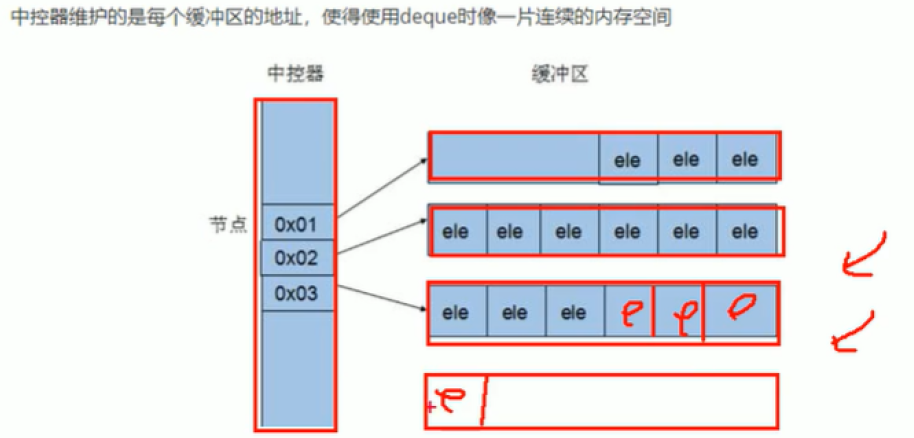 中控器维护的是每个缓冲区的地址，使得使用deque时像一片连续的内存空间
中控器 缓冲区
ele ele ele
节点 0x01 ele ele ele ele ele ele
0x02
0x03 ele ele ele e e e
e